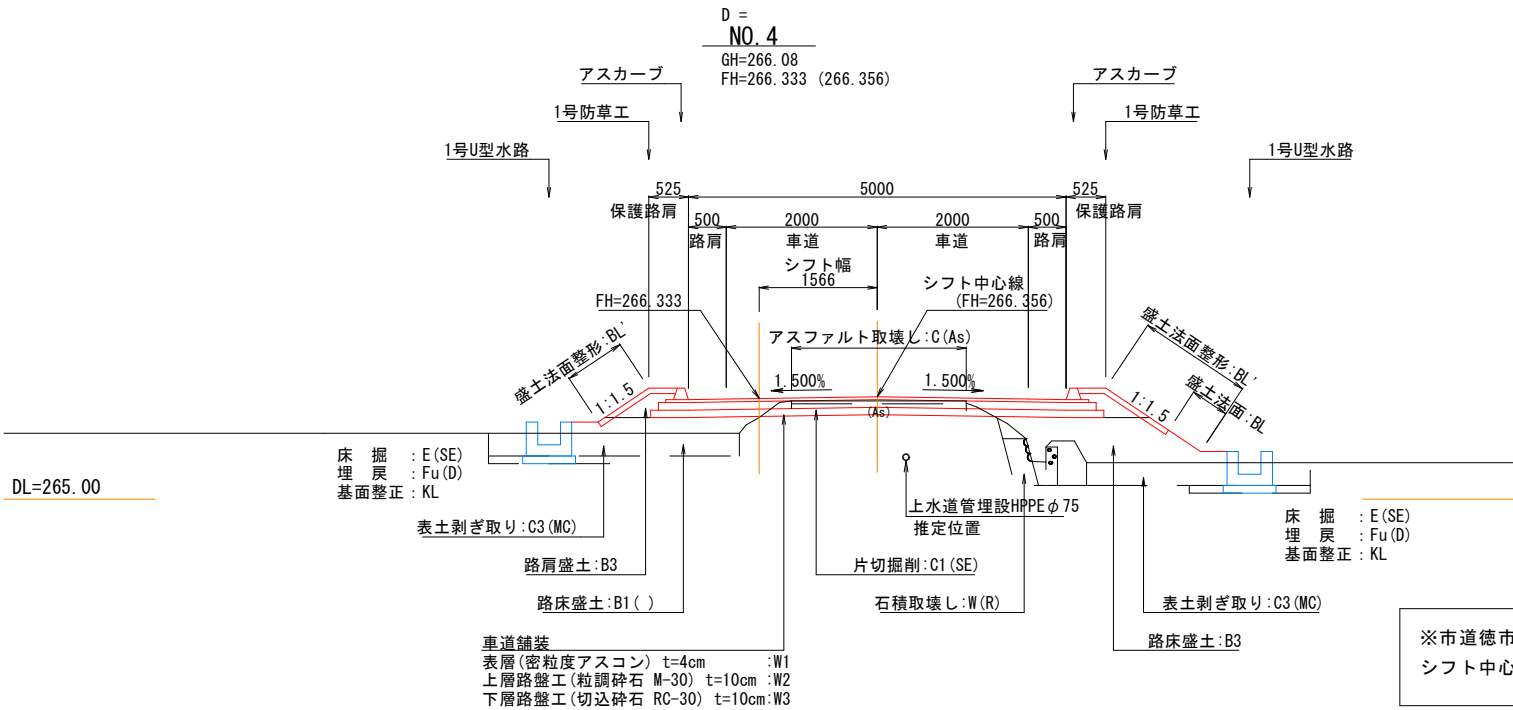 D =
NO.4
GH=266.08
FH=266.333 (266.356)
アスカーブ
アスカーブ
1号防草工
1号防草工
1号U型水路
1号U型水路
525
5000
525
保護路肩
保護路肩
500
2000
2000
500
路肩
車道
車道
路肩
シフト幅
1566
シフト中心線
(FH=266.356)
FH=266.333
アスファルト取壊し:C(As)
盛土法面整形:BL'
盛土法面整形:BL'
盛土法面:BL
1:1.5
1.500%
1.500%
1:1.5
(As)
床 掘 :E(SE)
埋 戻 :Fu(D)
基面整正:KL
DL=265.00
上水道管埋設HPPEφ75
推定位置
床 掘 :E(SE)
埋 戻 :Fu(D)
基面整正:KL
表土剥ぎ取り:C3(MC)
路肩盛土:B3
片切掘削:C1(SE)
路床盛土:B1( )
石積取壊し:W(R)
表土剥ぎ取り:C3(MC)
路床盛土:B3
車道舗装
表層(密粒度アスコン) t=4cm :W1
上層路盤工(粒調砕石 M-30) t=10cm :W2
下層路盤工(切込砕石 RC-30) t=10cm:W3
※市道徳市
シフト中心